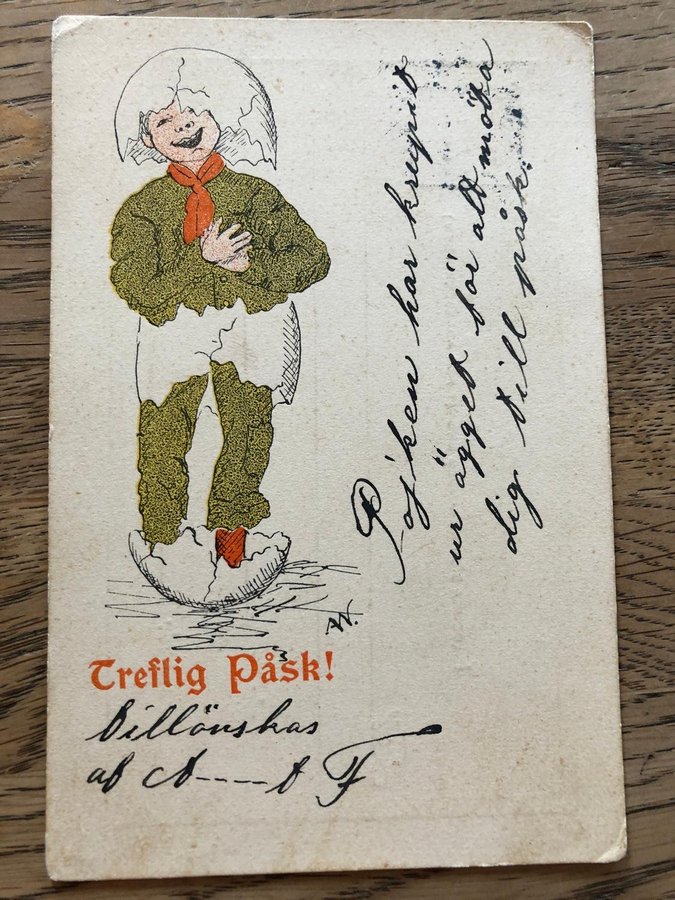 Treflig Påsk!
tillönskas
af A----t F
Pojken har krupit
ur ägget för att möta
dig till påsk.